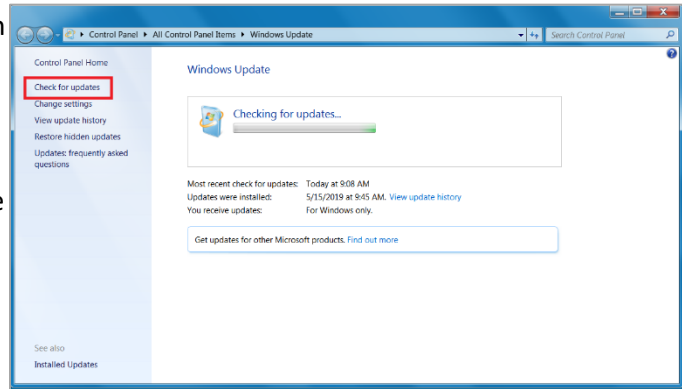 Control Panel ▸ All Control Panel Items ▸ Windows Update
Search Control Panel
Control Panel Home
Check for updates
Change settings
View update history
Restore hidden updates
Updates: frequently asked
questions
See also
Installed Updates
Windows Update
Checking for updates...
Most recent check for updates: Today at 9:08 AM
Updates were installed: 5/15/2019 at 9:45 AM. View update history
You receive updates: For Windows only.
Get updates for other Microsoft products. Find out more